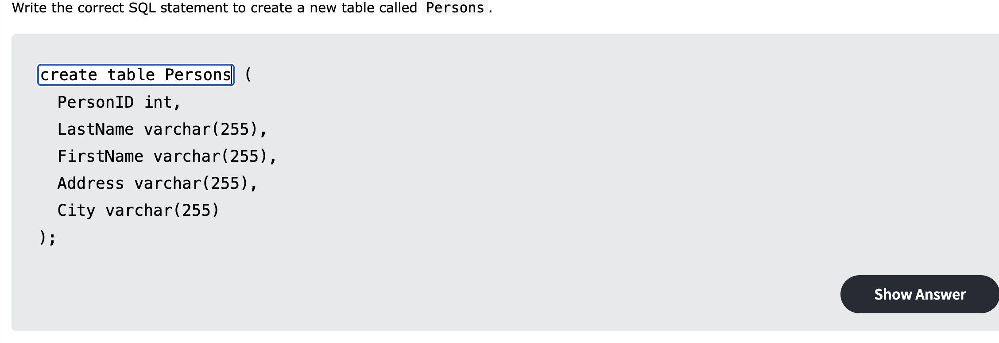 Write the correct SQL statement to create a new table called Persons.
create table Persons (
PersonID int,
LastName varchar(255),
FirstName varchar(255),
Address varchar(255),
City varchar(255)
);
Show Answer